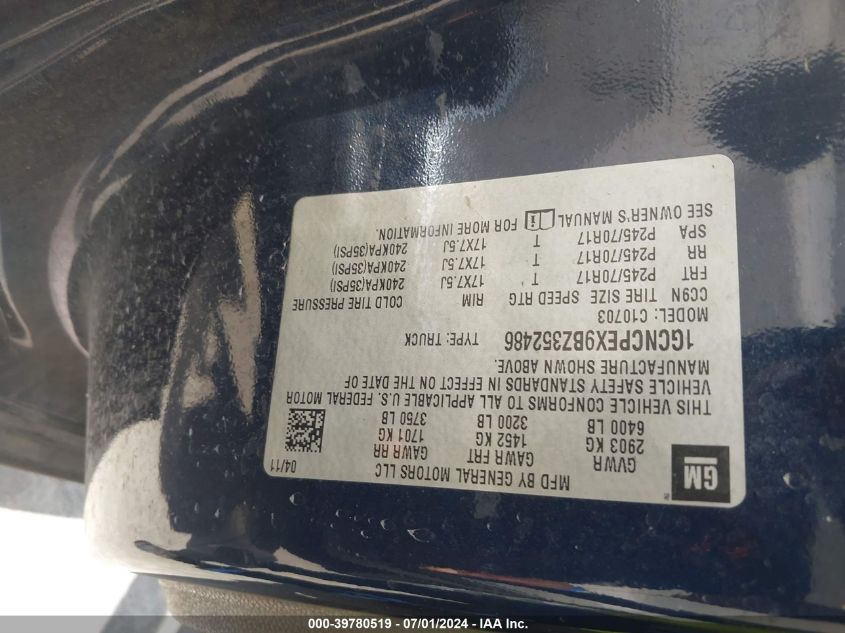 GM
MFD BY GENERAL MOTORS LLC 04/11
GVWR GAWR FRT GAWR RR
2903 KG 1452 KG 1701 KG
6400 LB 3200 LB 3750 LB
THIS VEHICLE CONFORMS TO ALL APPLICABLE U.S. FEDERAL MOTOR
VEHICLE SAFETY STANDARDS IN EFFECT ON THE DATE OF
MANUFACTURE SHOWN ABOVE.
1GCNCPEX9BZ352486 TYPE: TRUCK
MODEL: C10703
CC9N TIRE SIZE SPEED RTG RIM COLD TIRE PRESSURE
FRT P245/70R17 T 17X7.5J 240KPA(35PSI)
RR P245/70R17 T 17X7.5J 240KPA(35PSI)
SPA P245/70R17 T 17X7.5J 240KPA(35PSI)
SEE OWNER'S MANUAL FOR MORE INFORMATION.
000-39780519 / 07/01/2024 - IAA Inc.